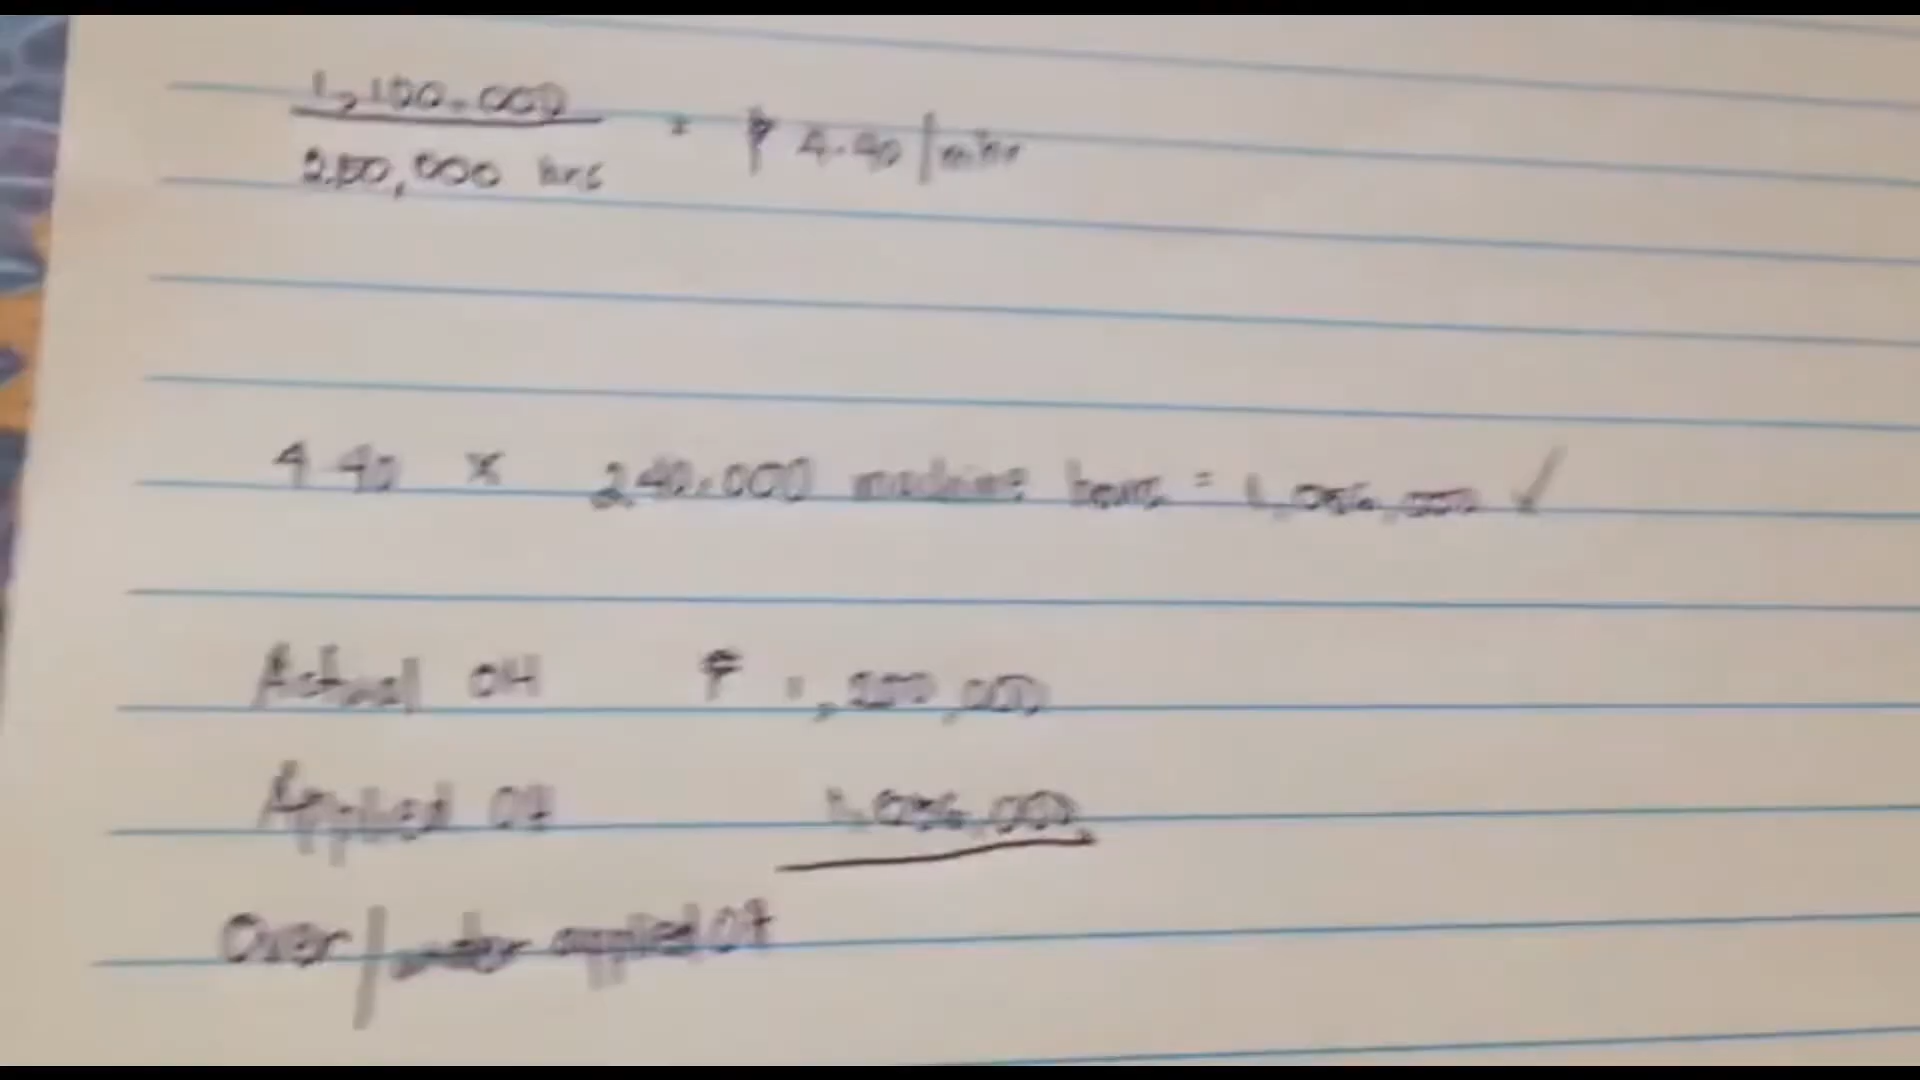 1,100,000
250,000 hrs = ₱ 4.40 / mhr
4.40 x 240,000 machine hours = 1,056,000 ✓
Actual OH ₱ 1,200,000
Applied OH 1,056,000
Over/under applied OH